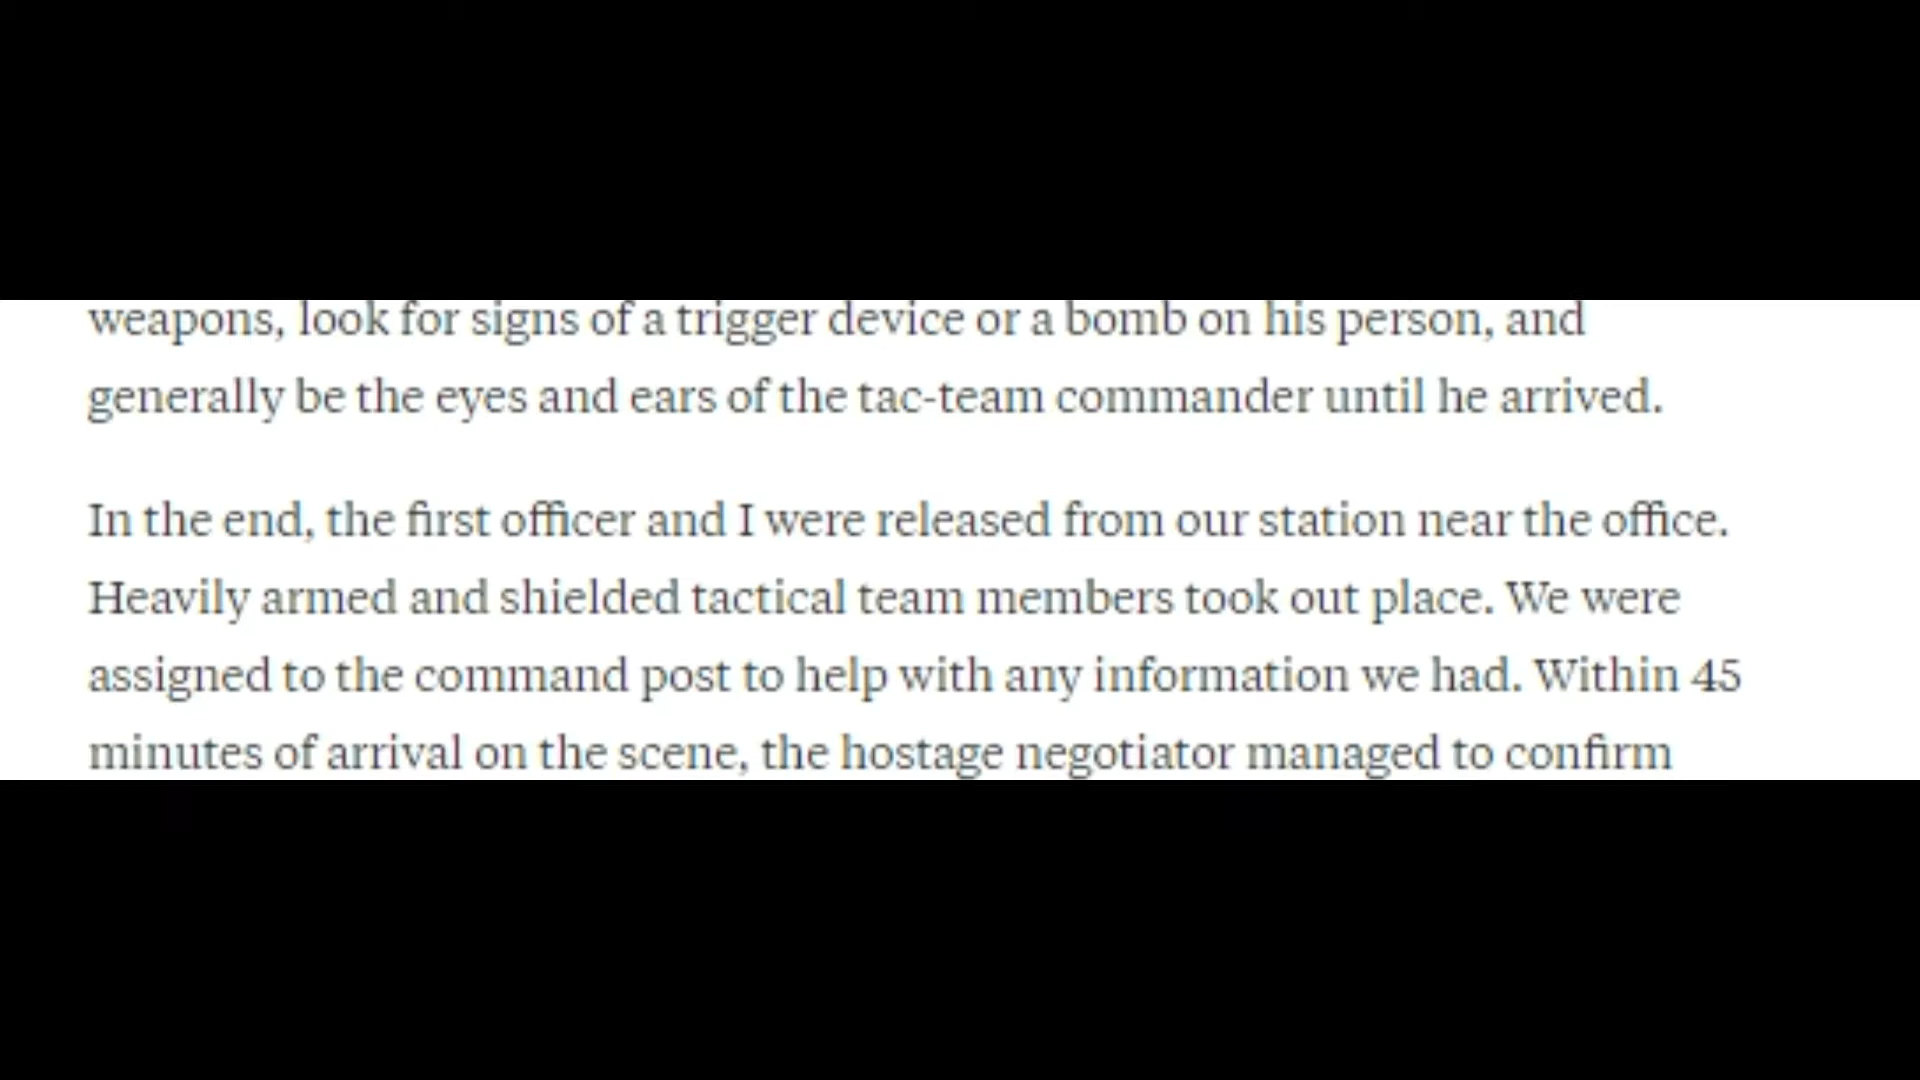 weapons, look for signs of a trigger device or a bomb on his person, and
generally be the eyes and ears of the tac-team commander until he arrived.
In the end, the first officer and I were released from our station near the office.
Heavily armed and shielded tactical team members took out place. We were
assigned to the command post to help with any information we had. Within 45
minutes of arrival on the scene, the hostage negotiator managed to confirm